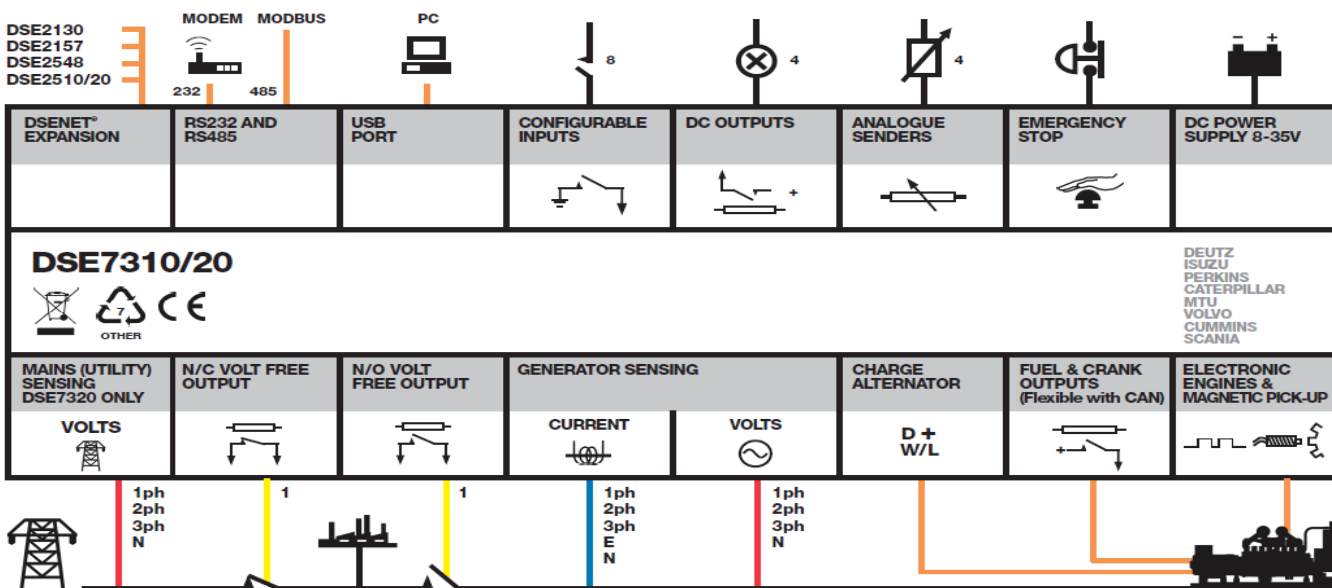 DSE2130
DSE2157
DSE2548
DSE2510/20
MODEM
MODBUS
PC
232
485
8
4
4
- +
DSENET®
EXPANSION
RS232 AND
RS485
USB
PORT
CONFIGURABLE
INPUTS
DC OUTPUTS
ANALOGUE
SENDERS
EMERGENCY
STOP
DC POWER
SUPPLY 8-35V
+
DSE7310/20
7
OTHER
CE
DEUTZ
ISUZU
PERKINS
CATERPILLAR
MTU
VOLVO
CUMMINS
SCANIA
MAINS (UTILITY)
SENSING
DSE7320 ONLY
N/C VOLT FREE
OUTPUT
N/O VOLT
FREE OUTPUT
GENERATOR SENSING
CHARGE
ALTERNATOR
FUEL & CRANK
OUTPUTS
(Flexible with CAN)
ELECTRONIC
ENGINES &
MAGNETIC PICK-UP
VOLTS
CURRENT
VOLTS
D+
W/L
+
1ph
2ph
3ph
N
1
1
1ph
2ph
3ph
E
N
1ph
2ph
3ph
N